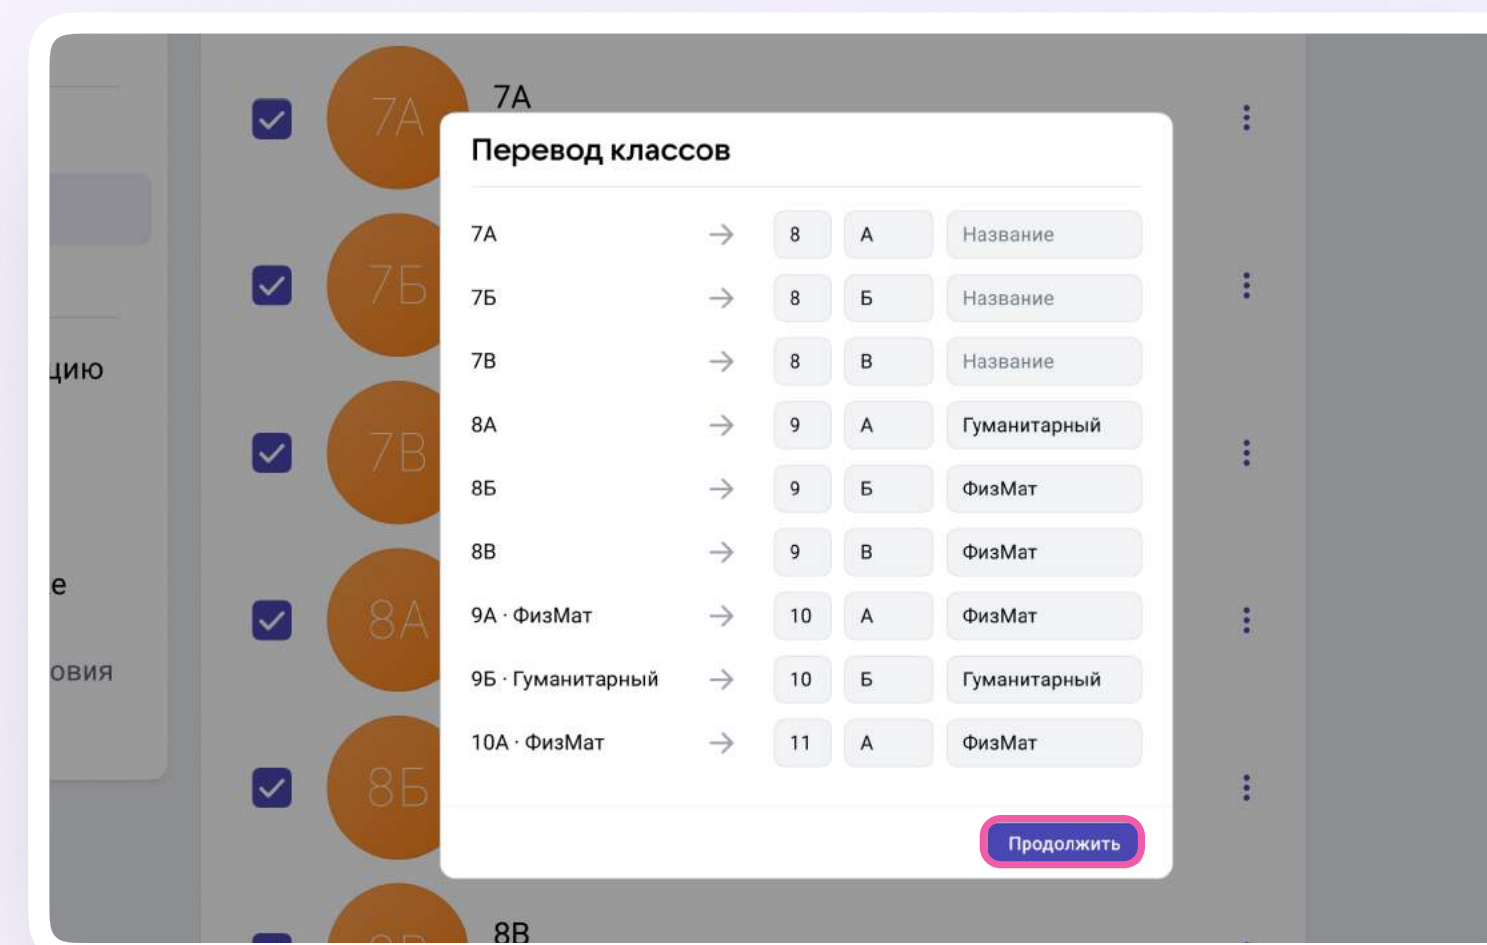 7А
7А
Перевод классов
7А → 8 А Название
7Б
7Б → 8 Б Название
7В → 8 В Название
цию
8А → 9 А Гуманитарный
7В
8Б → 9 Б ФизМат
8В → 9 В ФизМат
е
8А
9А · ФизМат → 10 А ФизМат
овия
9Б · Гуманитарный → 10 Б Гуманитарный
10А · ФизМат → 11 А ФизМат
8Б
Продолжить
8В